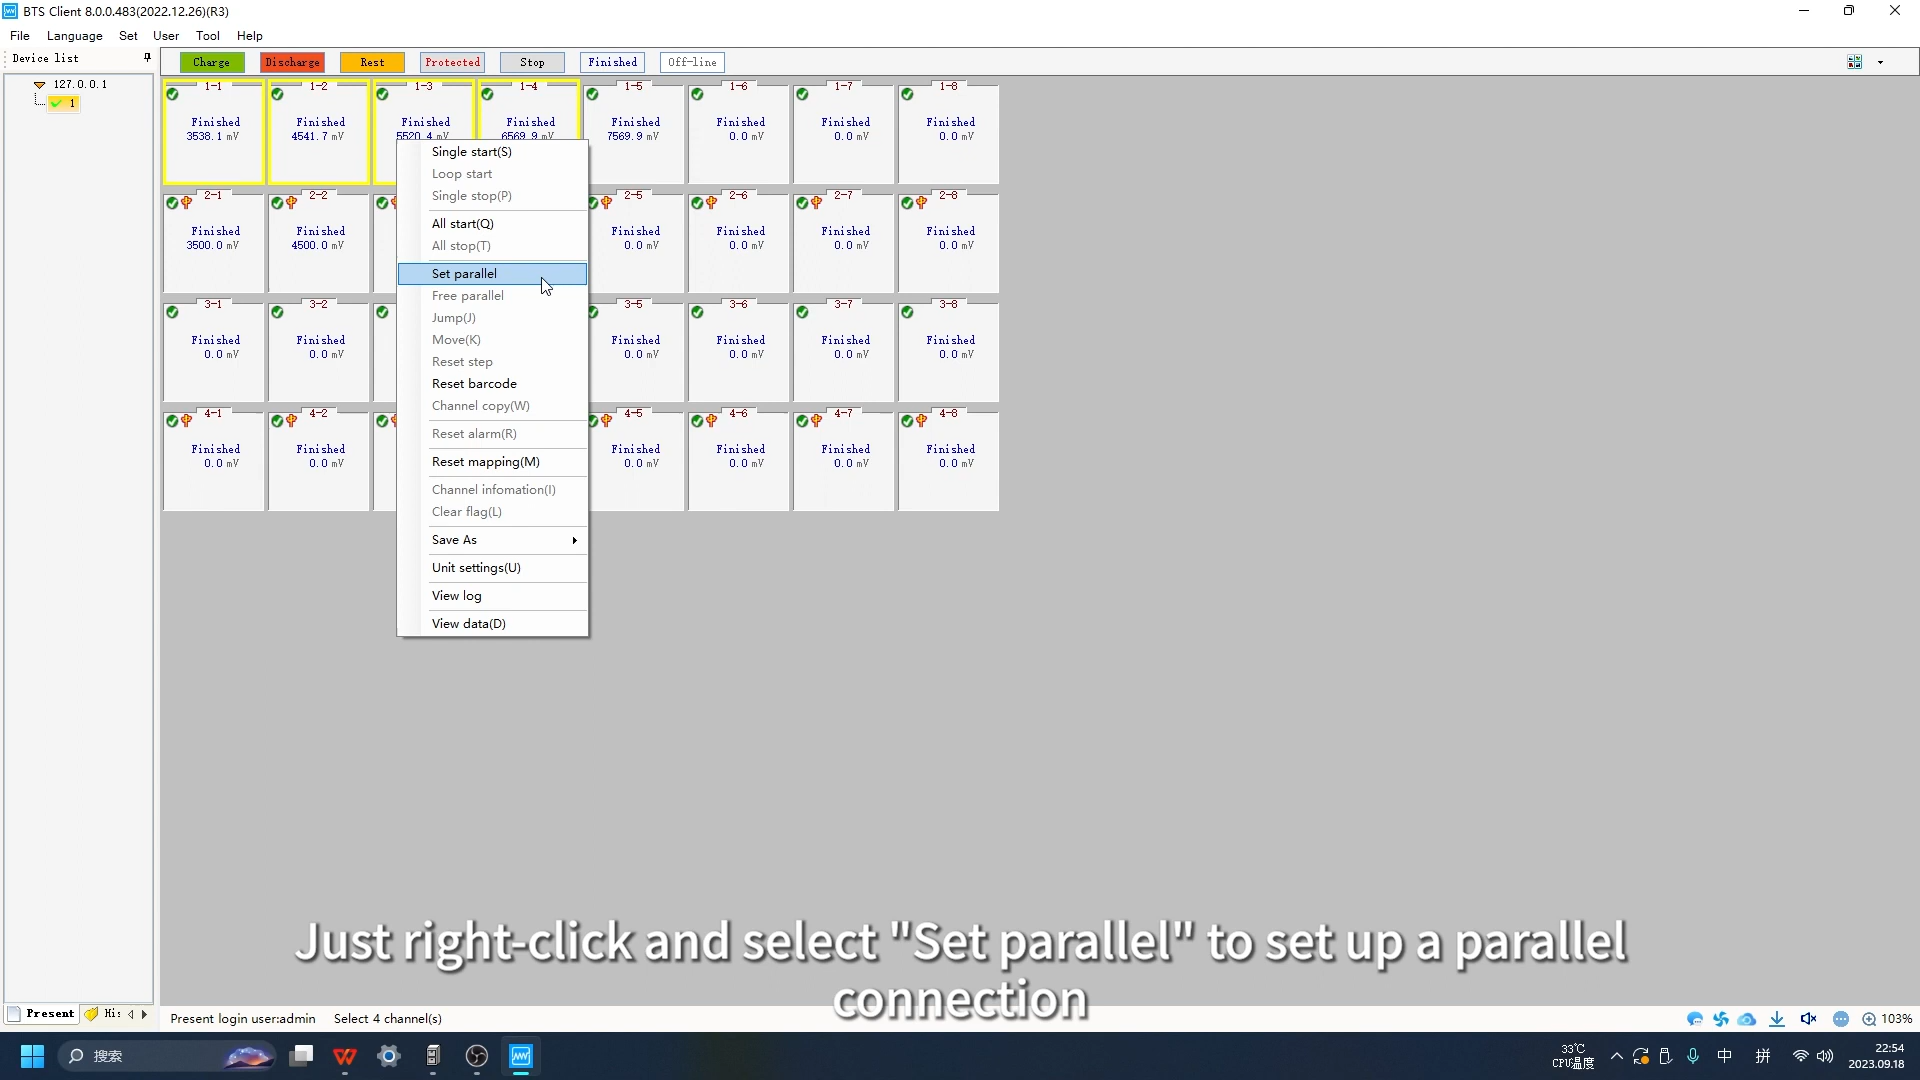 BTS Client 8.0.0.483(2022.12.26)(R3)
File Language Set User Tool Help
Device list
Charge Discharge Rest Protected Stop Finished Off-line
127.0.0.1
1
1-1 1-2 1-3 1-4 1-5 1-6 1-7 1-8
Finished Finished Finished Finished Finished Finished Finished Finished
3538.1 mV 4541.7 mV 5520.4 mV 6569.9 mV 7569.9 mV 0.0 mV 0.0 mV 0.0 mV
2-1 2-2 2-5 2-6 2-7 2-8
Finished Finished Finished Finished Finished Finished
3500.0 mV 4500.0 mV 0.0 mV 0.0 mV 0.0 mV 0.0 mV
3-1 3-2 3-5 3-6 3-7 3-8
Finished Finished Finished Finished Finished Finished
0.0 mV 0.0 mV 0.0 mV 0.0 mV 0.0 mV 0.0 mV
4-1 4-2 4-5 4-6 4-7 4-8
Finished Finished Finished Finished Finished Finished
0.0 mV 0.0 mV 0.0 mV 0.0 mV 0.0 mV 0.0 mV
Single start(S)
Loop start
Single stop(P)
All start(Q)
All stop(T)
Set parallel
Free parallel
Jump(J)
Move(K)
Reset step
Reset barcode
Channel copy(W)
Reset alarm(R)
Reset mapping(M)
Channel infomation(I)
Clear flag(L)
Save As
Unit settings(U)
View log
View data(D)
Just right-click and select "Set parallel" to set up a parallel
connection
Present His
Present login user:admin Select 4 channel(s)
103%
搜索
33℃
CPU温度
中 拼
22:54
2023.09.18